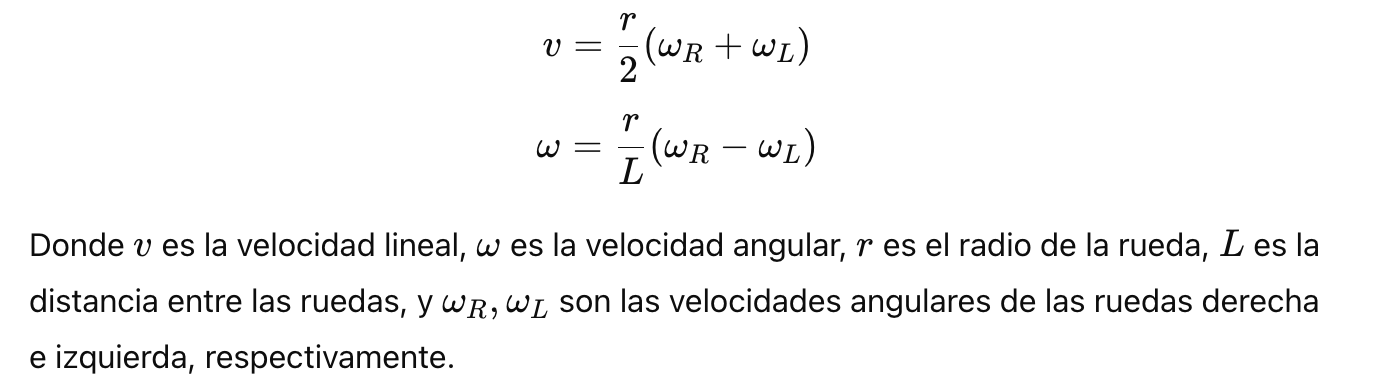 v = \frac{r}{2}(ω_R + ω_L)
ω = \frac{r}{L}(ω_R − ω_L)
Donde v es la velocidad lineal, ω es la velocidad angular, r es el radio de la rueda, L es la
distancia entre las ruedas, y ω_R, ω_L son las velocidades angulares de las ruedas derecha
e izquierda, respectivamente.